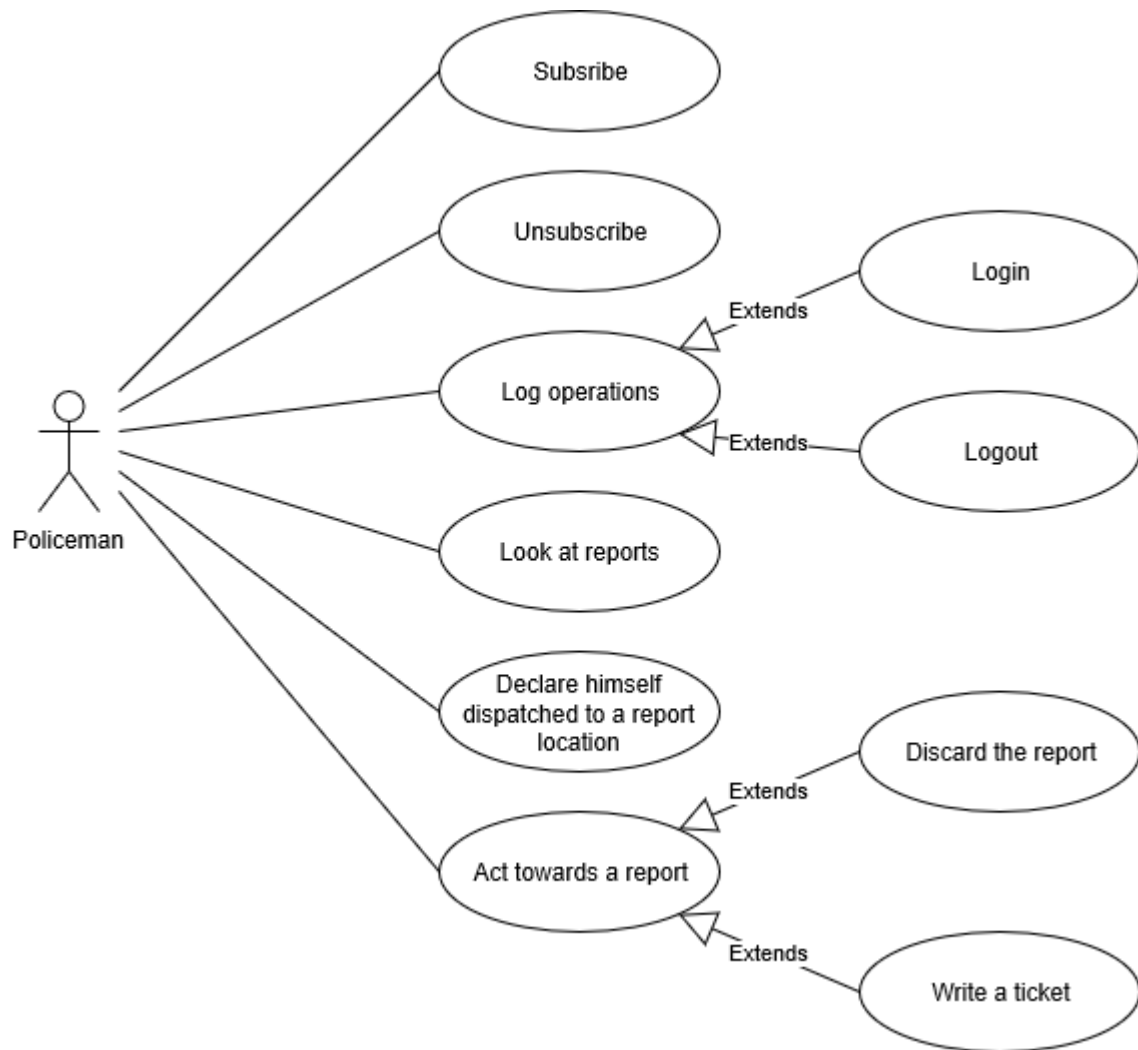 Subsribe
Unsubscribe
Login
Extends
Log operations
Extends
Logout
Policeman
Look at reports
Declare himself
dispatched to a report
location
Discard the report
Extends
Act towards a report
Extends
Write a ticket